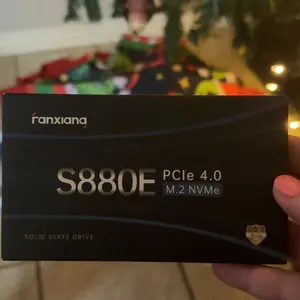 fanxiang
S880E
PCIe 4.0
M.2 NVMe
SOLID STATE DRIVE